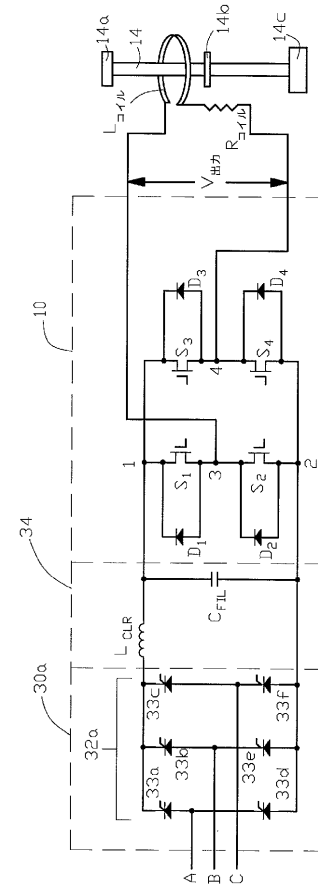 30a
34
10
14a
14
14b
14c
Lコイル
Rコイル
V出力
32a
33a
33b
33c
33d
33e
33f
A
B
C
LCLR
CFIL
1
2
3
4
S1
S2
S3
S4
D1
D2
D3
D4